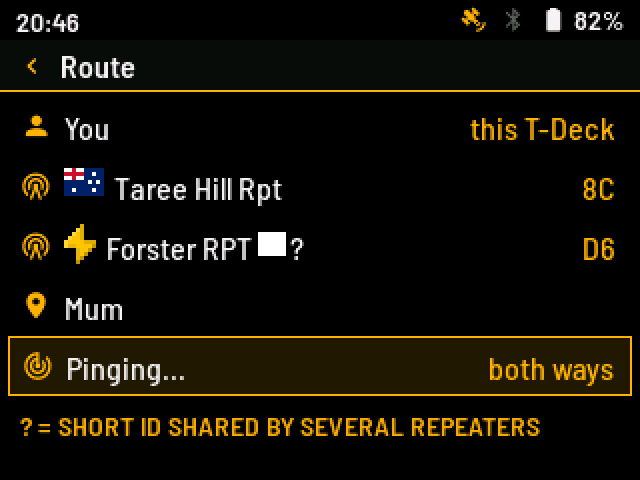 20:46 82%
Route
You this T-Deck
Taree Hill Rpt 8C
Forster RPT ? D6
Mum
Pinging... both ways
? = SHORT ID SHARED BY SEVERAL REPEATERS